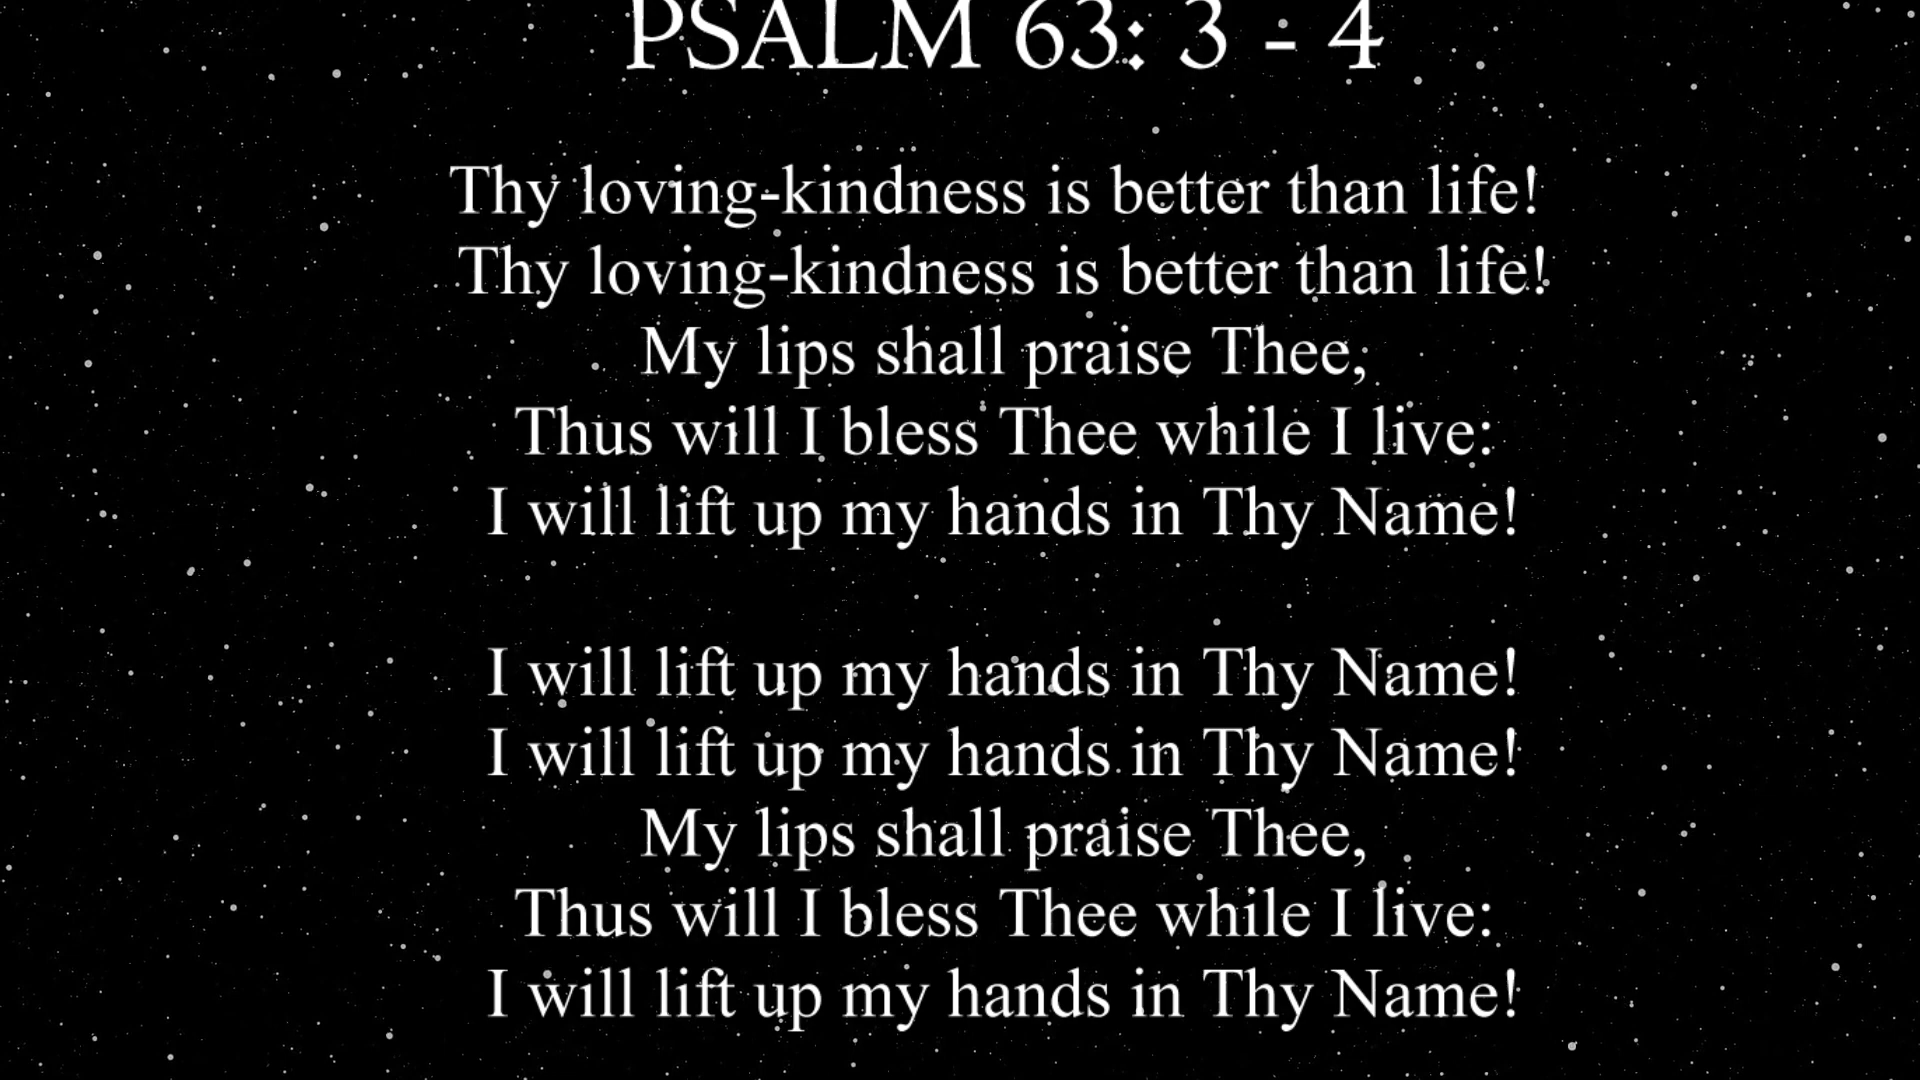 PSALM 63: 3 - 4
Thy loving-kindness is better than life!
Thy loving-kindness is better than life!
My lips shall praise Thee,
Thus will I bless Thee while I live:
I will lift up my hands in Thy Name!
I will lift up my hands in Thy Name!
I will lift up my hands in Thy Name!
My lips shall praise Thee,
Thus will I bless Thee while I live:
I will lift up my hands in Thy Name!